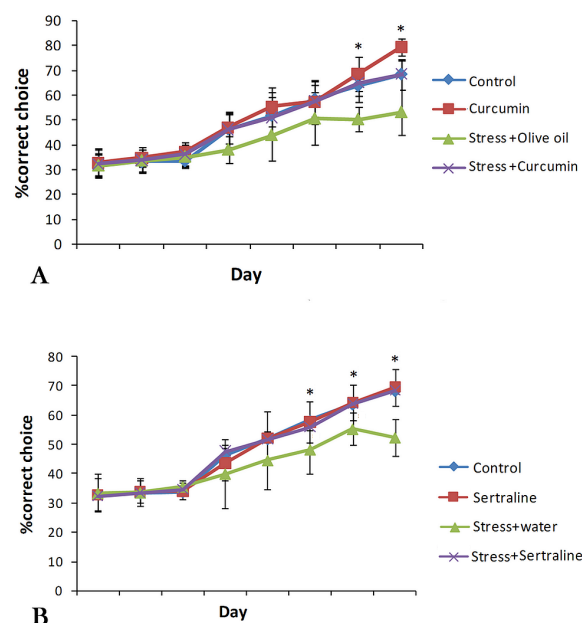 90
80
70
60
50
40
30
20
10
0
%correct choice
* *
Control
Curcumin
Stress+Olive oil
Stress+Curcumin
Day
A
80
70
60
50
40
30
20
10
0
%correct choice
* * *
Control
Sertraline
Stress+water
Stress+Sertraline
Day
B